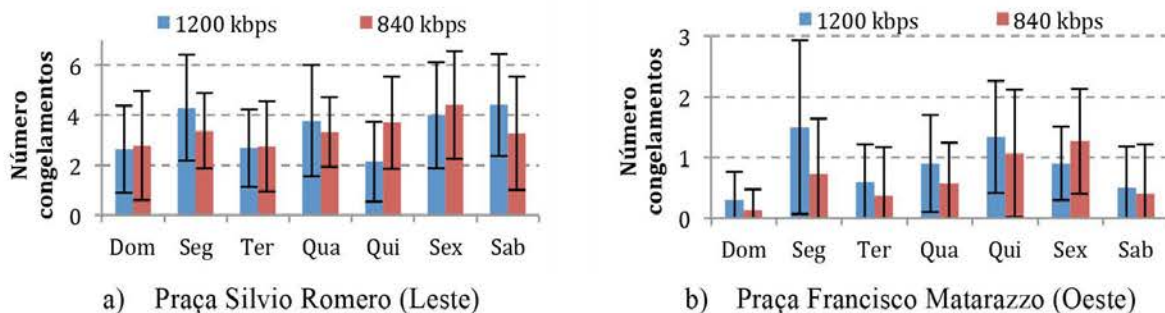 1200 kbps 840 kbps
Número
congelamentos
6
4
2
0
Dom Seg Ter Qua Qui Sex Sab
a) Praça Silvio Romero (Leste)
1200 kbps 840 kbps
Número
congelamentos
3
2
1
0
Dom Seg Ter Qua Qui Sex Sab
b) Praça Francisco Matarazzo (Oeste)